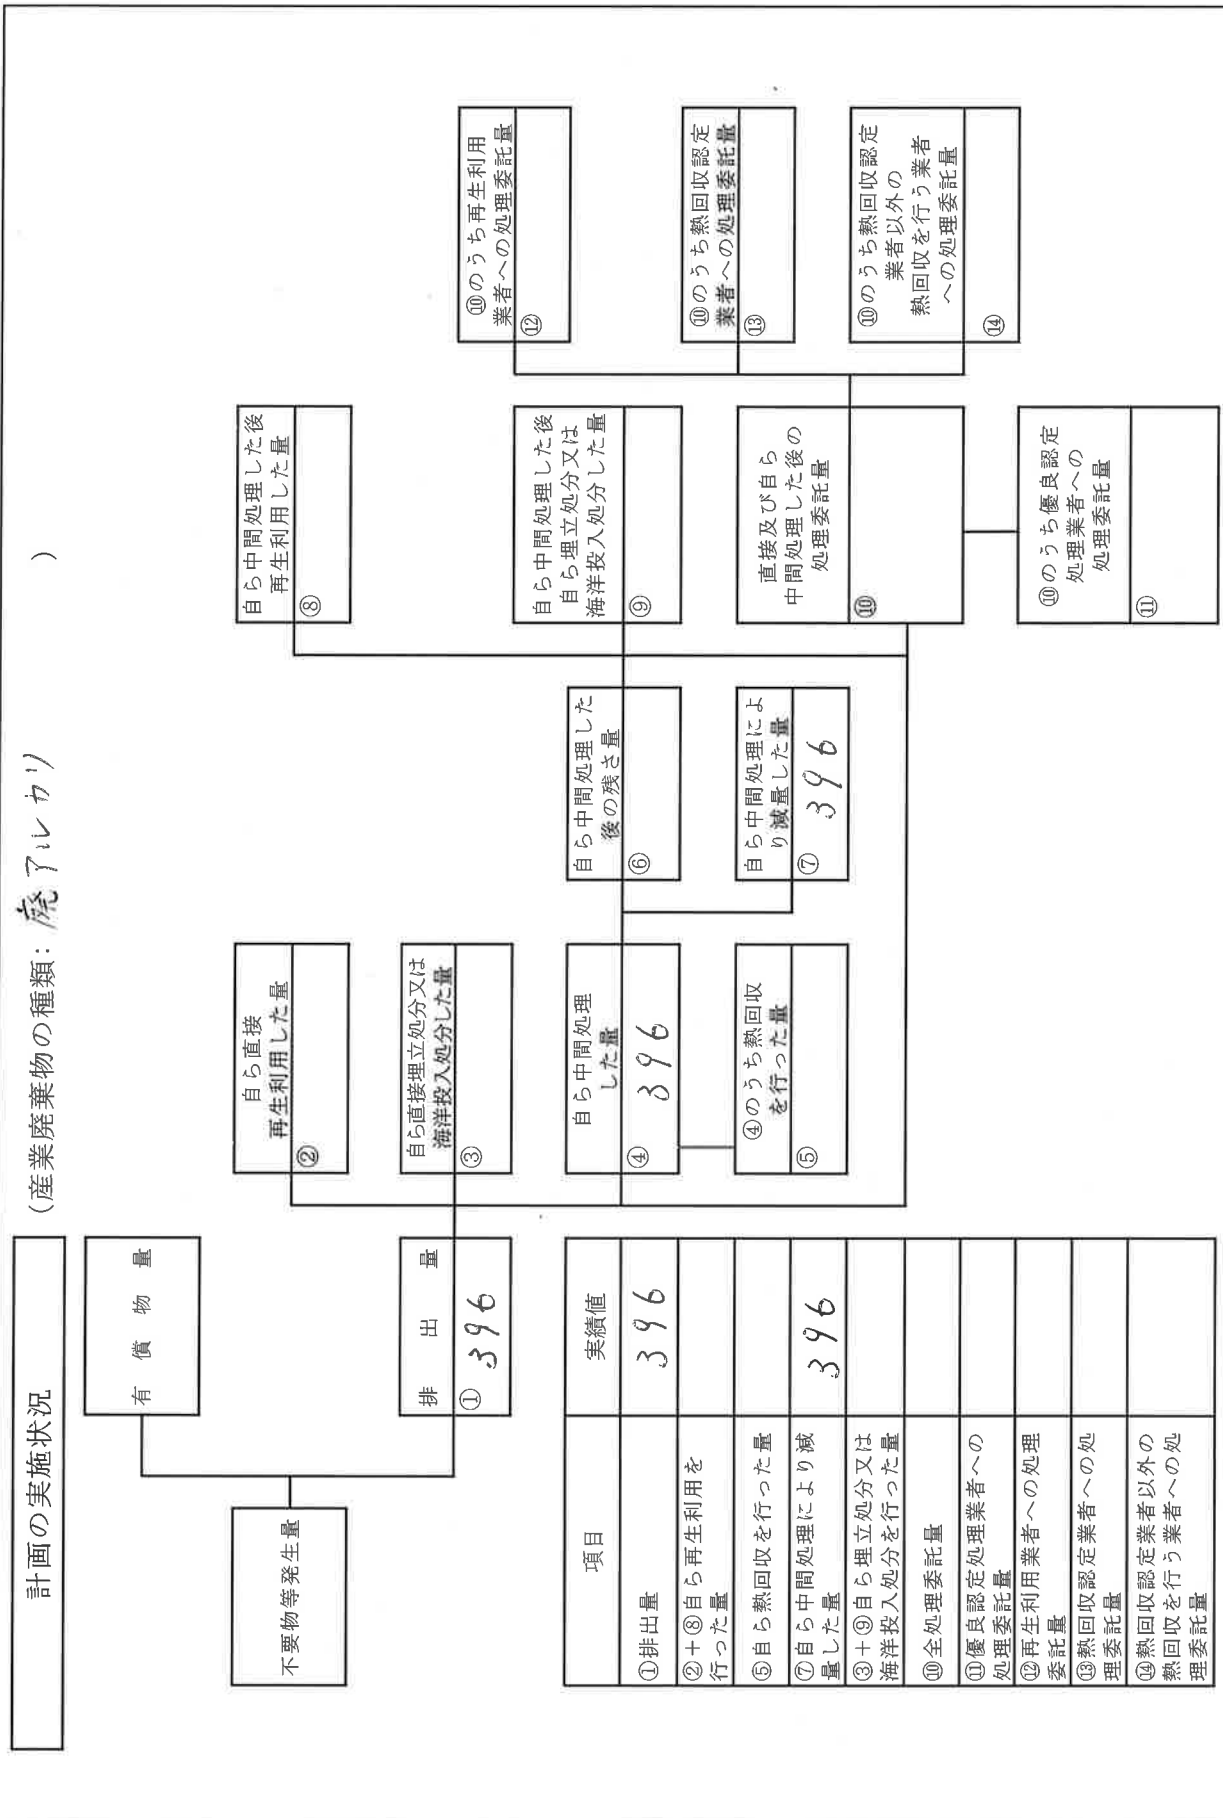 計画の実施状況
(産業廃棄物の種類: 廃アルカリ )
有償物量
不要物等発生量
排出量
① 396
自ら直接
再生利用した量
②
自ら直接埋立処分又は
海洋投入処分した量
③
自ら中間処理
した量
④ 396
④のうち熱回収
を行った量
⑤
自ら中間処理した
後の残さ量
⑥
自ら中間処理によ
り減量した量
⑦ 396
自ら中間処理した後
再生利用した量
⑧
自ら中間処理した後
自ら埋立処分又は
海洋投入処分した量
⑨
直接及び自ら
中間処理した後の
処理委託量
⑩
⑩のうち優良認定
処理業者への
処理委託量
⑪
⑩のうち再生利用
業者への処理委託量
⑫
⑩のうち熱回収認定
業者への処理委託量
⑬
⑩のうち熱回収認定
業者以外の
熱回収を行う業者
への処理委託量
⑭
項目 実績値
①排出量 396
②+⑧自ら再生利用を
行った量
⑤自ら熱回収を行った量
⑦自ら中間処理により減
量した量 396
③+⑨自ら埋立処分又は
海洋投入処分を行った量
⑩全処理委託量
⑪優良認定処理業者への
処理委託量
⑫再生利用業者への処理
委託量
⑬熱回収認定業者への処
理委託量
⑭熱回収認定業者以外の
熱回収を行う業者への処
理委託量